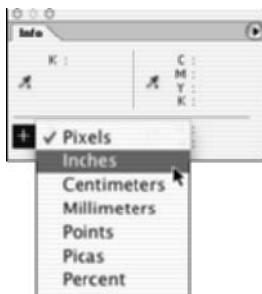 Info
K :
C :
M :
Y :
K :
+
✓ Pixels
Inches
Centimeters
Millimeters
Points
Picas
Percent